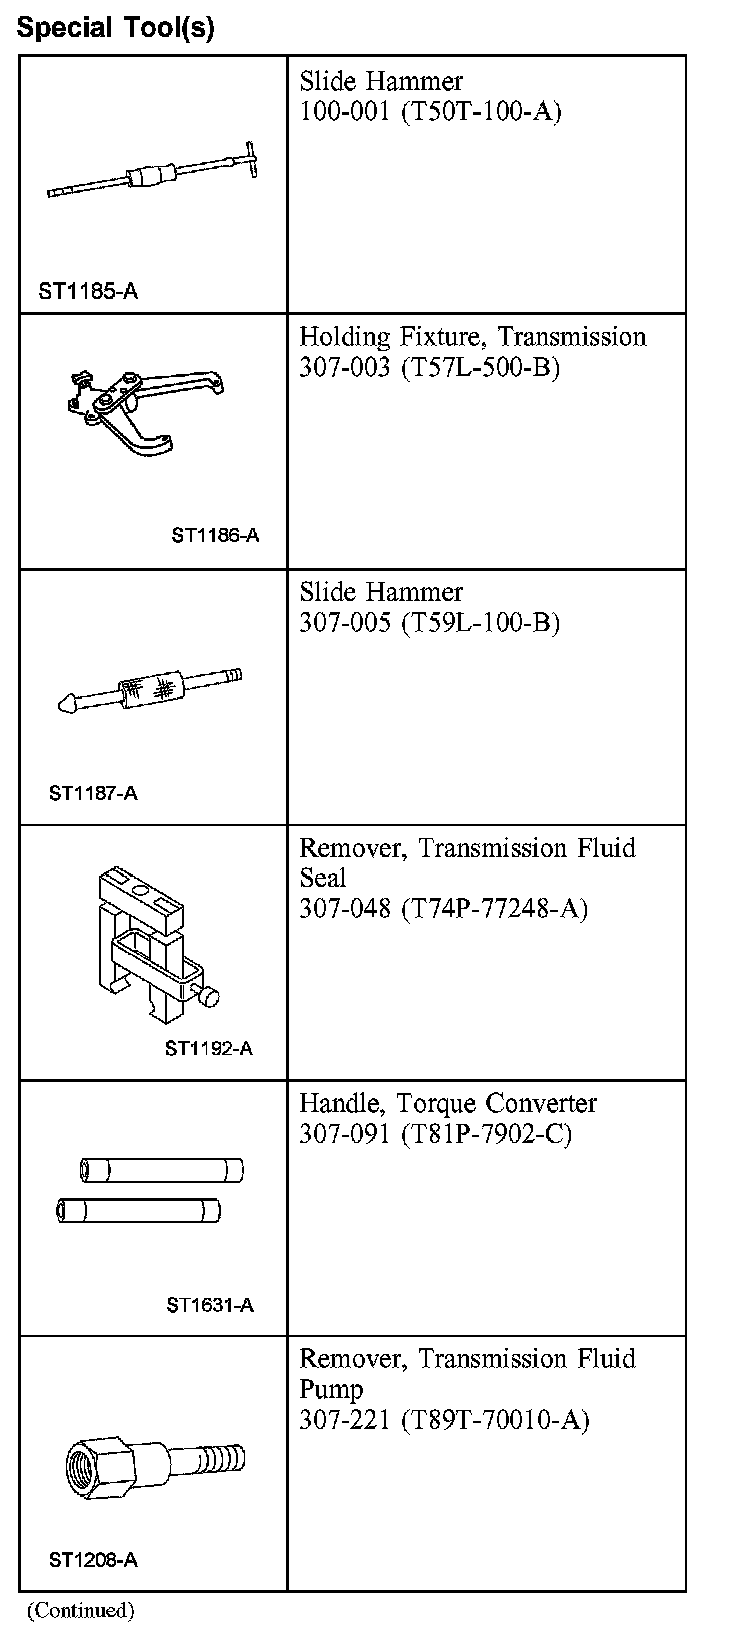 Special Tool(s)
Slide Hammer
100-001 (T50T-100-A)
ST1185-A
Holding Fixture, Transmission
307-003 (T57L-500-B)
ST1186-A
Slide Hammer
307-005 (T59L-100-B)
ST1187-A
Remover, Transmission Fluid
Seal
307-048 (T74P-77248-A)
ST1192-A
Handle, Torque Converter
307-091 (T81P-7902-C)
ST1631-A
Remover, Transmission Fluid
Pump
307-221 (T89T-70010-A)
ST1208-A
(Continued)